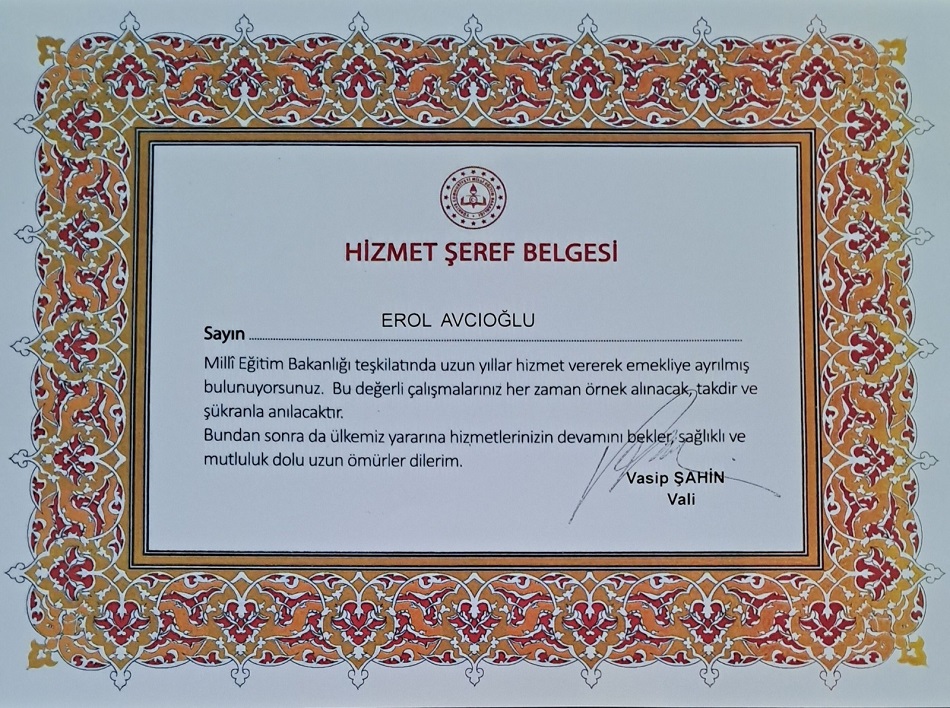 HİZMET ŞEREF BELGESİ
EROL AVCIOĞLU
Sayın
Millî Eğitim Bakanlığı teşkilatında uzun yıllar hizmet vererek emekliye ayrılmış
bulunuyorsunuz. Bu değerli çalışmalarınız her zaman örnek alınacak, takdir ve
şükranla anılacaktır.
Bundan sonra da ülkemiz yararına hizmetlerinizin devamını bekler, sağlıklı ve
mutluluk dolu uzun ömürler dilerim.
Vasip ŞAHİN
Vali